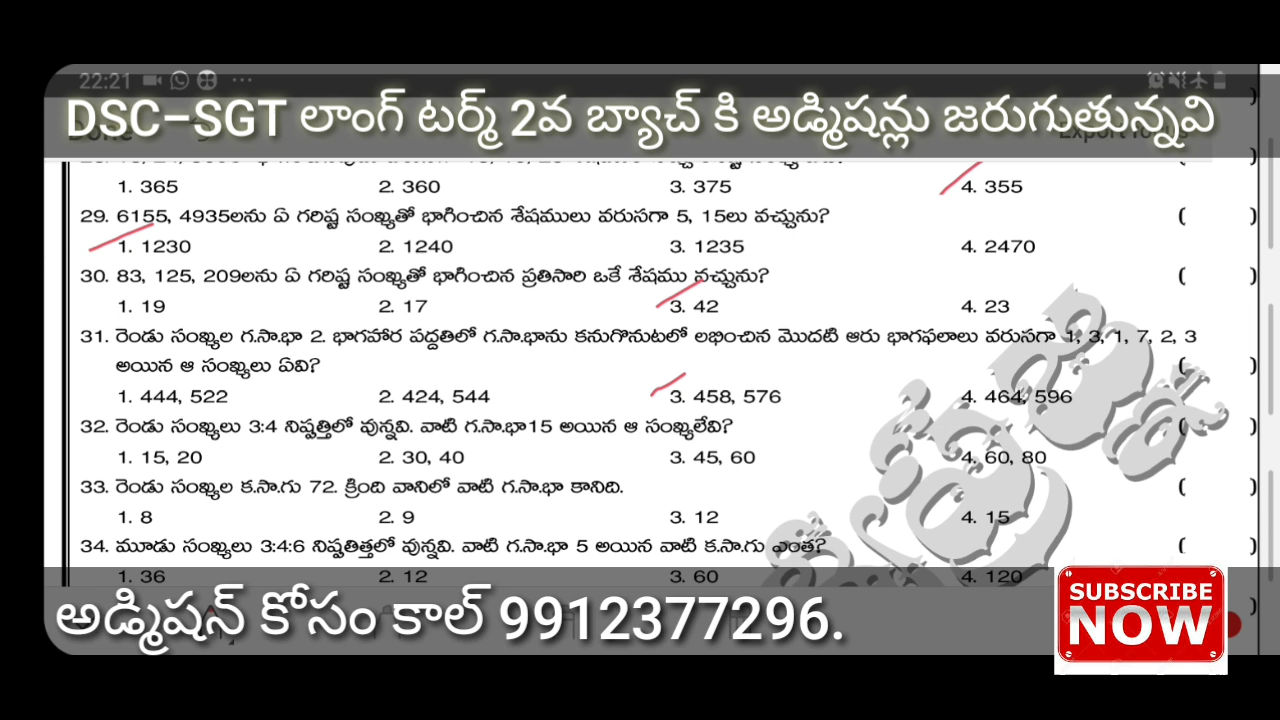 22:21
DSC-SGT లాంగ్ టర్మ్ 2వ బ్యాచ్ కి అడ్మిషన్లు జరుగుతున్నవి
1. 365 2. 360 3. 375 4. 355
29. 6155, 4935లను ఏ గరిష్ట సంఖ్యతో భాగించిన శేషములు వరుసగా 5, 15లు వచ్చును? ( )
1. 1230 2. 1240 3. 1235 4. 2470
30. 83, 125, 209లను ఏ గరిష్ట సంఖ్యతో భాగించిన ప్రతిసారి ఒకే శేషము వచ్చును? ( )
1. 19 2. 17 3. 42 4. 23
31. రెండు సంఖ్యల గ.సా.భా 2. భాగహార పద్ధతిలో గ.సా.భాను కనుగొనుటలో లభించిన మొదటి ఆరు భాగఫలాలు వరుసగా 1, 3, 1, 7, 2, 3
అయిన ఆ సంఖ్యలు ఏవి? ( )
1. 444, 522 2. 424, 544 3. 458, 576 4. 464, 596
32. రెండు సంఖ్యలు 3:4 నిష్పత్తిలో వున్నవి. వాటి గ.సా.భా15 అయిన ఆ సంఖ్యలేవి? ( )
1. 15, 20 2. 30, 40 3. 45, 60 4. 60, 80
33. రెండు సంఖ్యల క.సా.గు 72. క్రింది వానిలో వాటి గ.సా.భా కానిది. ( )
1. 8 2. 9 3. 12 4. 15
34. మూడు సంఖ్యలు 3:4:6 నిష్పతిత్తలో వున్నవి. వాటి గ.సా.భా 5 అయిన వాటి క.సా.గు ఎంత? ( )
1. 36 2. 12 3. 60 4. 120
అడ్మిషన్ కోసం కాల్ 9912377296.
SUBSCRIBE
NOW